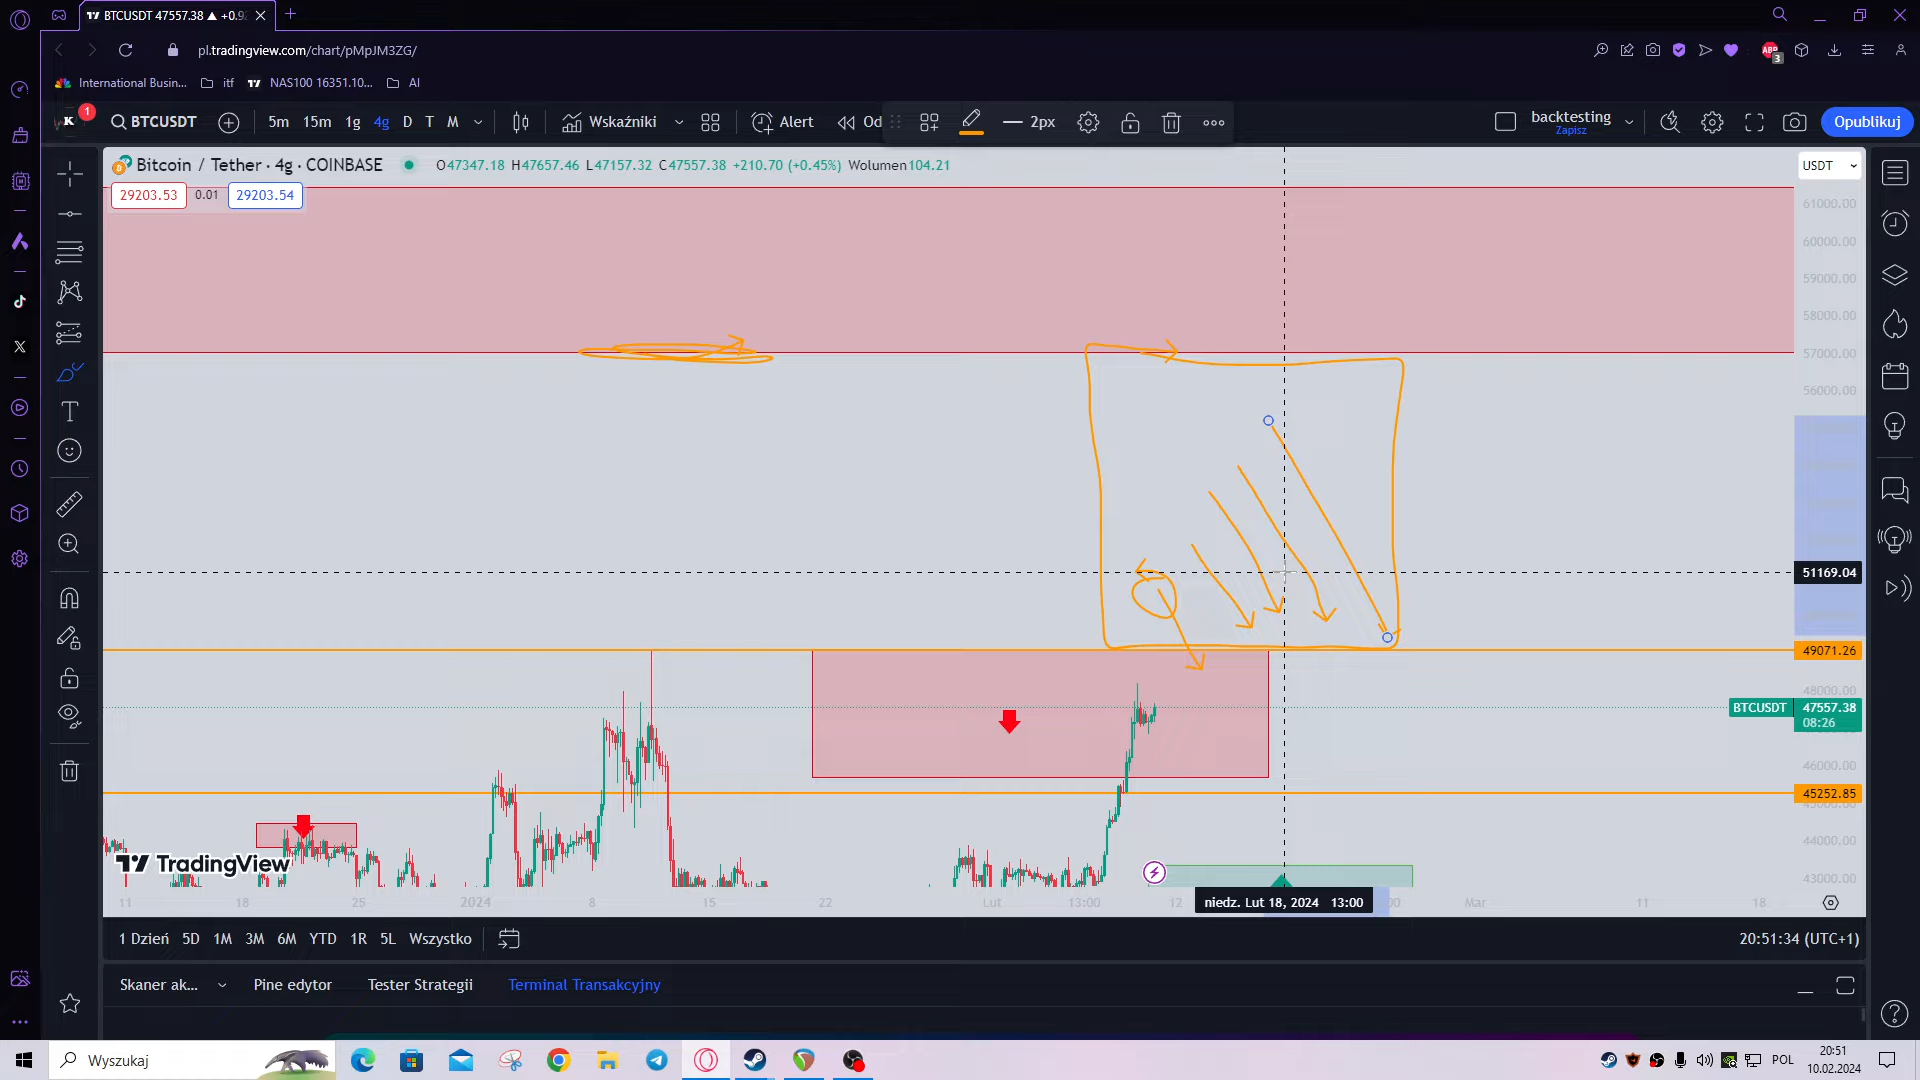 BTCUSDT 47557.38 ▲ +0.9
pl.tradingview.com/chart/pMpJM3ZG/
ABP
3
International Busin...
itf
NAS100 16351.10...
AI
K
1
BTCUSDT
5m
15m
1g
4g
D
T
M
Wskaźniki
Alert
Od
2px
backtesting
Zapisz
Opublikuj
Bitcoin / Tether · 4g · COINBASE
O47347.18 H47657.46 L47157.32 C47557.38 +210.70 (+0.45%) Wolumen104.21
USDT
29203.53
0.01
29203.54
61000.00
60000.00
59000.00
58000.00
57000.00
56000.00
51169.04
49071.26
48000.00
BTCUSDT
47557.38
08:26
46000.00
45252.85
44000.00
43000.00
TradingView
11
18
25
2024
8
15
22
Lut
13:00
12
niedz. Lut 18, 2024 13:00
Mar
11
18
1 Dzień
5D
1M
3M
6M
YTD
1R
5L
Wszystko
20:51:34 (UTC+1)
Skaner ak...
Pine edytor
Tester Strategii
Terminal Transakcyjny
Wyszukaj
POL
20:51
10.02.2024